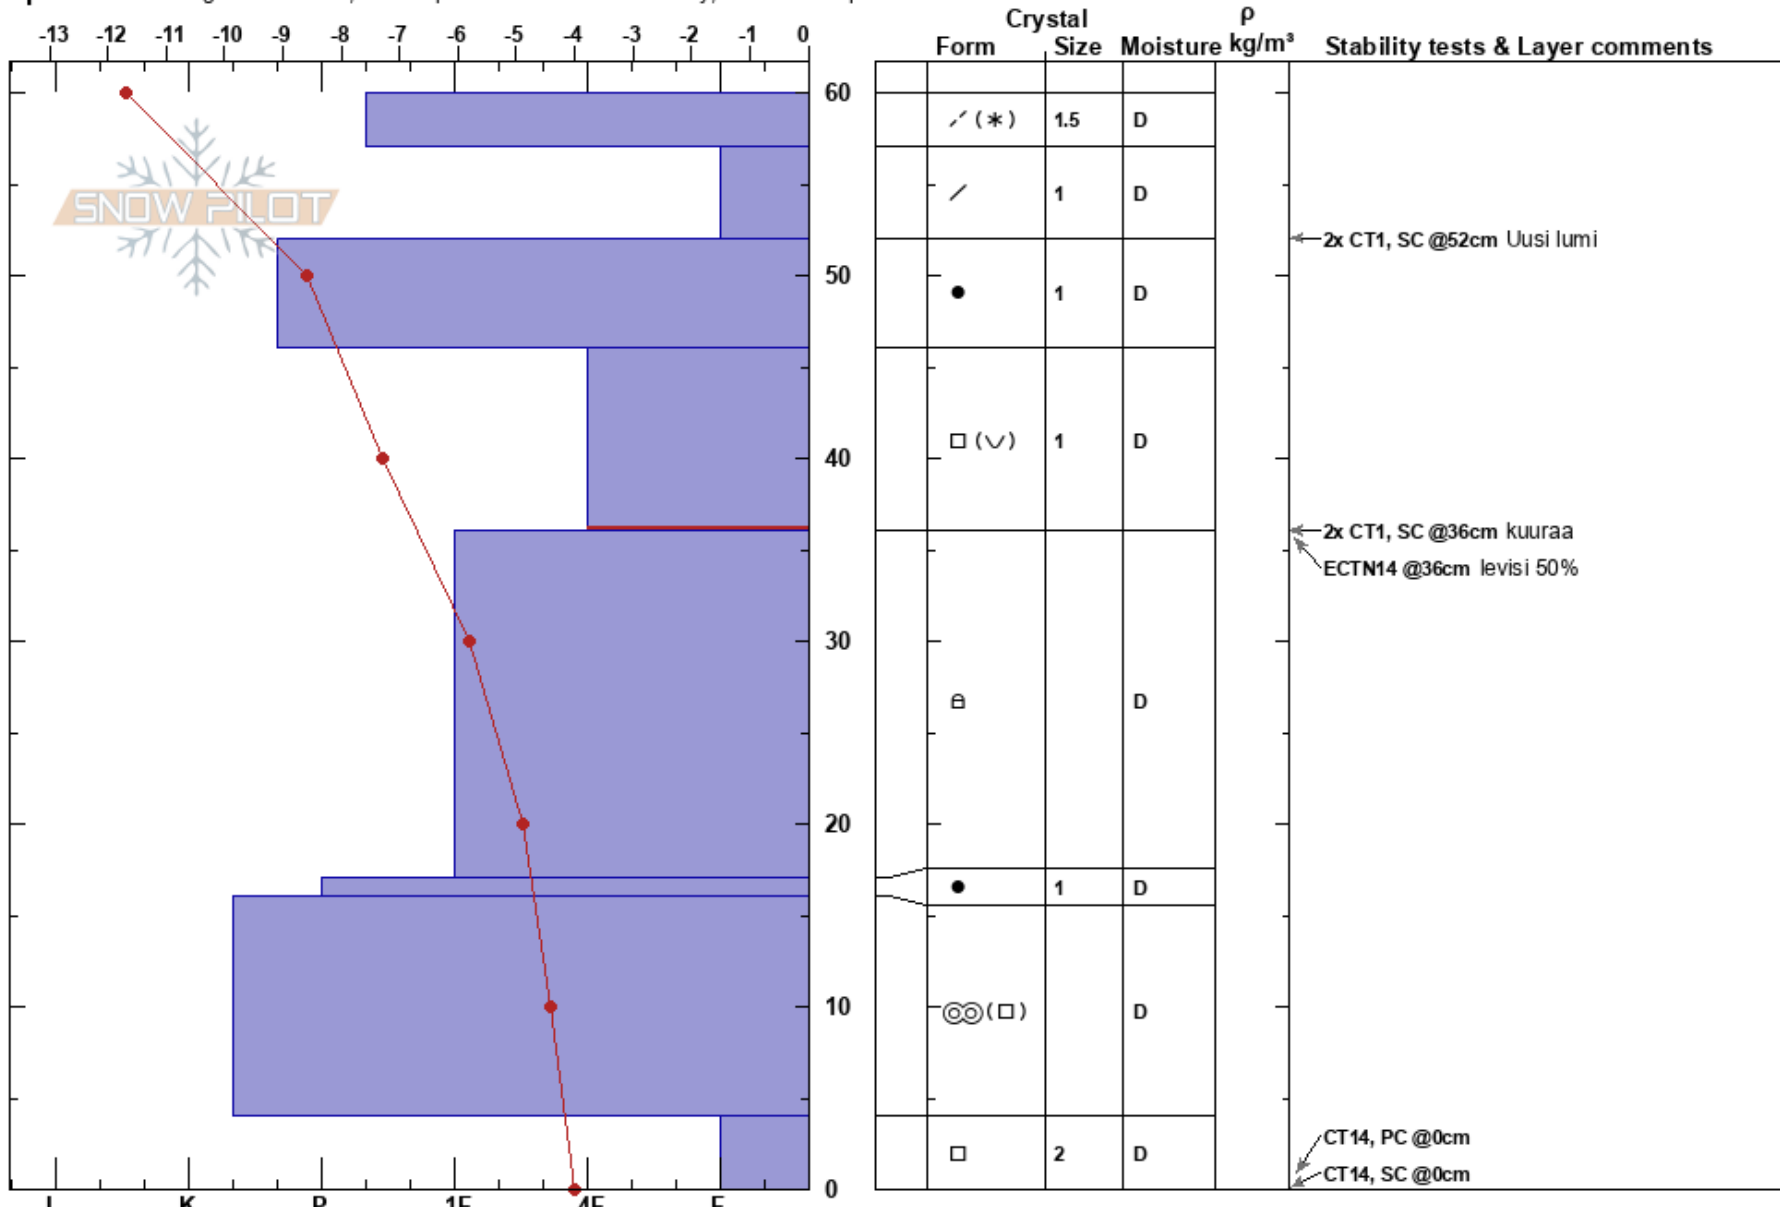 Crystal ρ
Form Size Moisture kg/m³ Stability tests & Layer comments
-13 -12 -11 -10 -9 -8 -7 -6 -5 -4 -3 -2 -1 0
60
(*) 1.5 D
SNOW PILOT
1 D
2x CT1, SC @52cm Uusi lumi
50
1 D
40
1 D
2x CT1, SC @36cm kuuraa
ECTN14 @36cm levisi 50%
30
D
20
1 D
10
D
CT14, PC @0cm
2 D
CT14, SC @0cm
0
I K P 1F 4F F